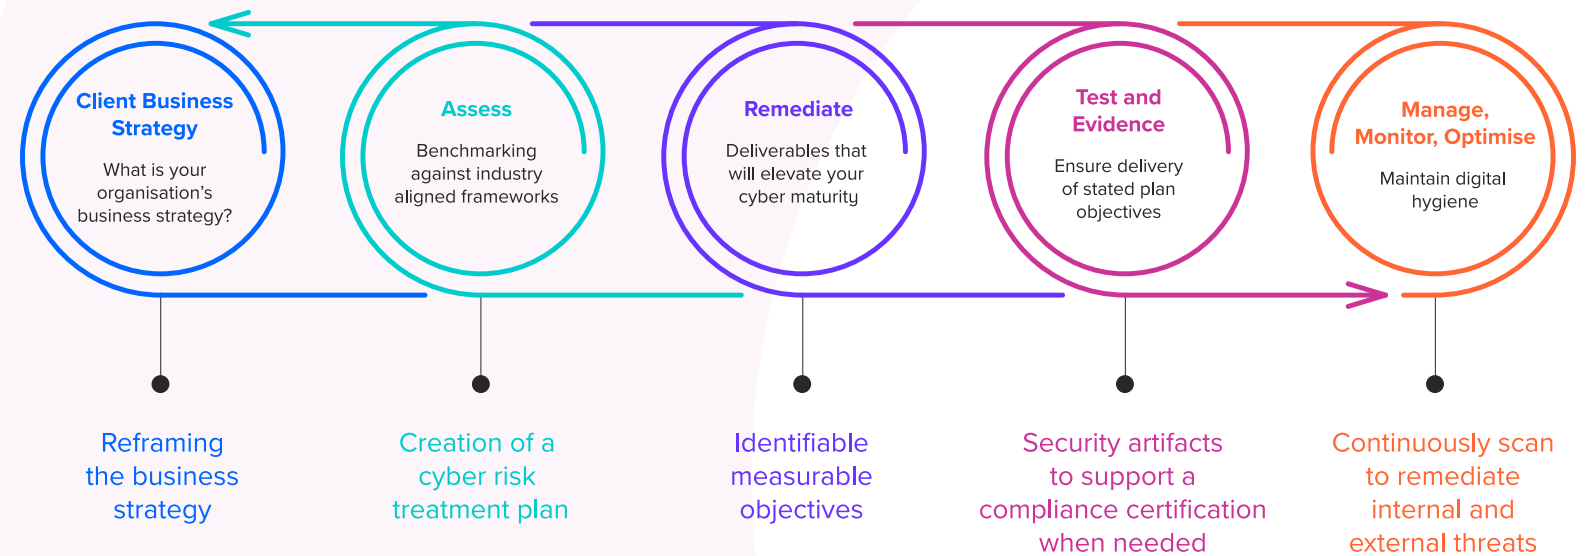 Client Business
Strategy
What is your
organisation’s
business strategy?
Assess
Benchmarking
against industry
aligned frameworks
Remediate
Deliverables that
will elevate your
cyber maturity
Test and
Evidence
Ensure delivery
of stated plan
objectives
Manage,
Monitor, Optimise
Maintain digital
hygiene
Reframing
the business
strategy
Creation of a
cyber risk
treatment plan
Identifiable
measurable
objectives
Security artifacts
to support a
compliance certification
when needed
Continuously scan
to remediate
internal and
external threats